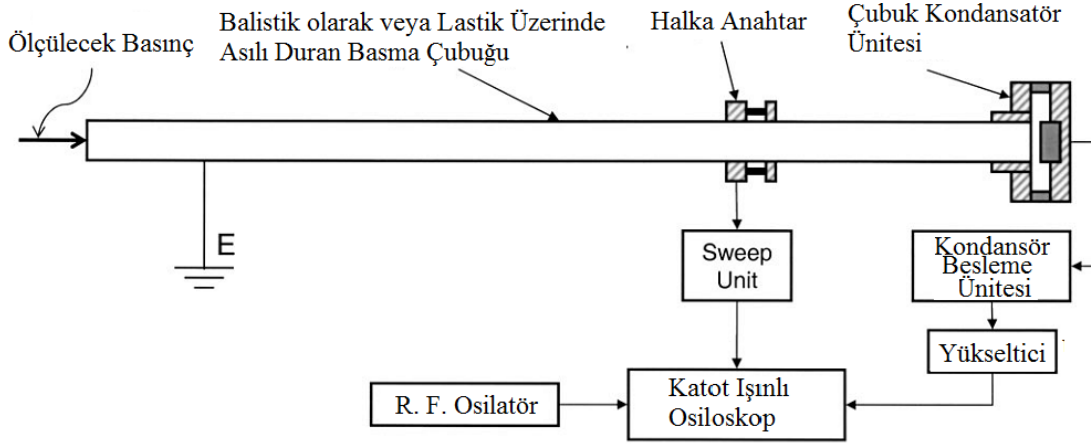 Ölçülecek Basınç
Balistik olarak veya Lastik Üzerinde
Asılı Duran Basma Çubuğu
Halka Anahtar
Çubuk Kondansatör
Ünitesi
E
Sweep
Unit
Kondansör
Besleme
Ünitesi
Yükseltici
R. F. Osilatör
Katot Işınlı
Osiloskop